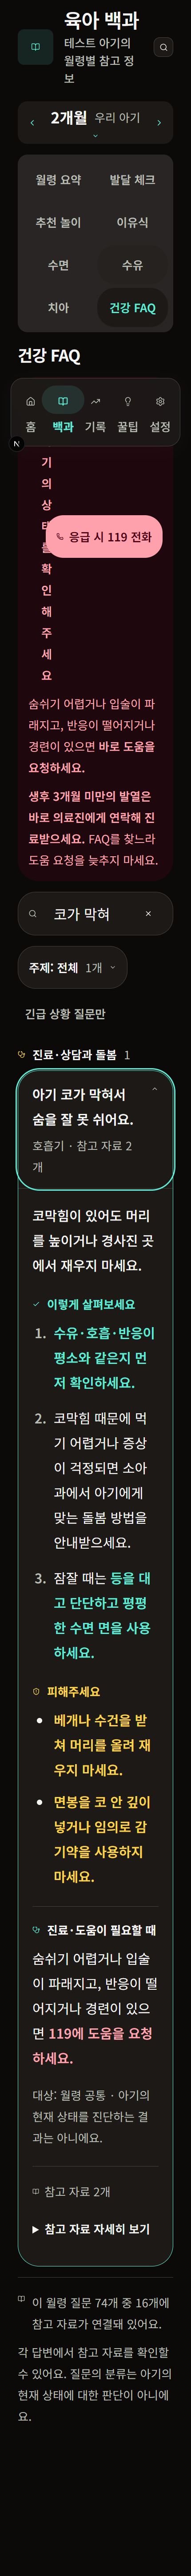 육아 백과
테스트 아기의
월령별 참고 정
보
2개월 우리 아기
월령 요약 발달 체크
추천 놀이 이유식
수면 수유
치아 건강 FAQ
건강 FAQ
홈 백과 기록 꿀팁 설정
N
기
의
상
태
를
확
인
해
주
세
요
응급 시 119 전화
숨쉬기 어렵거나 입술이 파
래지고, 반응이 떨어지거나
경련이 있으면 바로 도움을
요청하세요.
생후 3개월 미만의 발열은
바로 의료진에게 연락해 진
료받으세요. FAQ를 찾느라
도움 요청을 늦추지 마세요.
코가 막혀
주제: 전체 1개
긴급 상황 질문만
진료·상담과 돌봄 1
아기 코가 막혀서
숨을 잘 못 쉬어요.
호흡기 · 참고 자료 2
개
코막힘이 있어도 머리
를 높이거나 경사진 곳
에서 재우지 마세요.
이렇게 살펴보세요
1. 수유·호흡·반응이
평소와 같은지 먼
저 확인하세요.
2. 코막힘 때문에 먹
기 어렵거나 증상
이 걱정되면 소아
과에서 아기에게
맞는 돌봄 방법을
안내받으세요.
3. 잠잘 때는 등을 대
고 단단하고 평평
한 수면 면을 사용
하세요.
피해주세요
• 베개나 수건을 받
쳐 머리를 올려 재
우지 마세요.
• 면봉을 코 안 깊이
넣거나 임의로 감
기약을 사용하지
마세요.
진료·도움이 필요할 때
숨쉬기 어렵거나 입술
이 파래지고, 반응이 떨
어지거나 경련이 있으
면 119에 도움을 요청
하세요.
대상: 월령 공통 · 아기의
현재 상태를 진단하는 결
과는 아니에요.
참고 자료 2개
▶ 참고 자료 자세히 보기
이 월령 질문 74개 중 16개에
참고 자료가 연결돼 있어요.
각 답변에서 참고 자료를 확인할
수 있어요. 질문의 분류는 아기의
현재 상태에 대한 판단이 아니에
요.